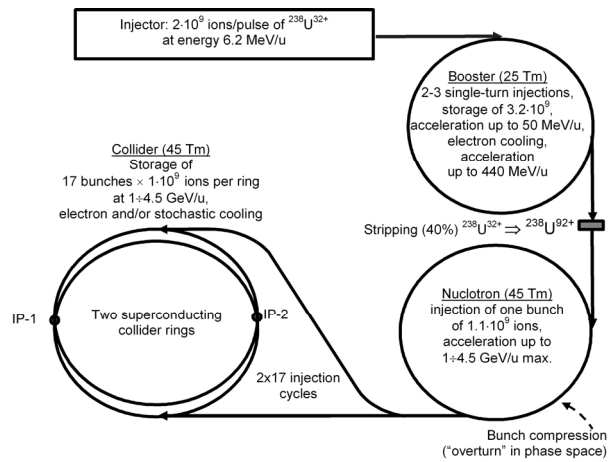 Injector: 2·10⁹ ions/pulse of ²³⁸U³²⁺
at energy 6.2 MeV/u
Booster (25 Tm)
2-3 single-turn injections,
storage of 3.2·10⁹,
acceleration up to 50 MeV/u,
electron cooling,
acceleration
up to 440 MeV/u
Collider (45 Tm)
Storage of
17 bunches × 1·10⁹ ions per ring
at 1÷4.5 GeV/u,
electron and/or stochastic cooling
Stripping (40%) ²³⁸U³²⁺ ⇒ ²³⁸U⁹²⁺
IP-1
Two superconducting
collider rings
IP-2
Nuclotron (45 Tm)
injection of one bunch
of 1.1·10⁹ ions,
acceleration up to
1÷4.5 GeV/u max.
2x17 injection
cycles
Bunch compression
("overturn" in phase space)